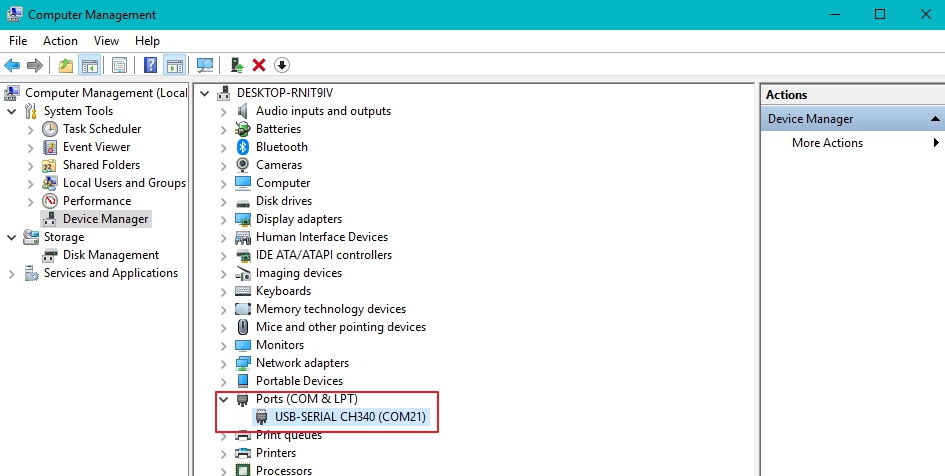 Computer Management
File Action View Help
Computer Management (Local
System Tools
Task Scheduler
Event Viewer
Shared Folders
Local Users and Groups
Performance
Device Manager
Storage
Disk Management
Services and Applications
DESKTOP-RNIT9IV
Audio inputs and outputs
Batteries
Bluetooth
Cameras
Computer
Disk drives
Display adapters
Human Interface Devices
IDE ATA/ATAPI controllers
Imaging devices
Keyboards
Memory technology devices
Mice and other pointing devices
Monitors
Network adapters
Portable Devices
Ports (COM & LPT)
USB-SERIAL CH340 (COM21)
Print queues
Printers
Processors
Actions
Device Manager
More Actions